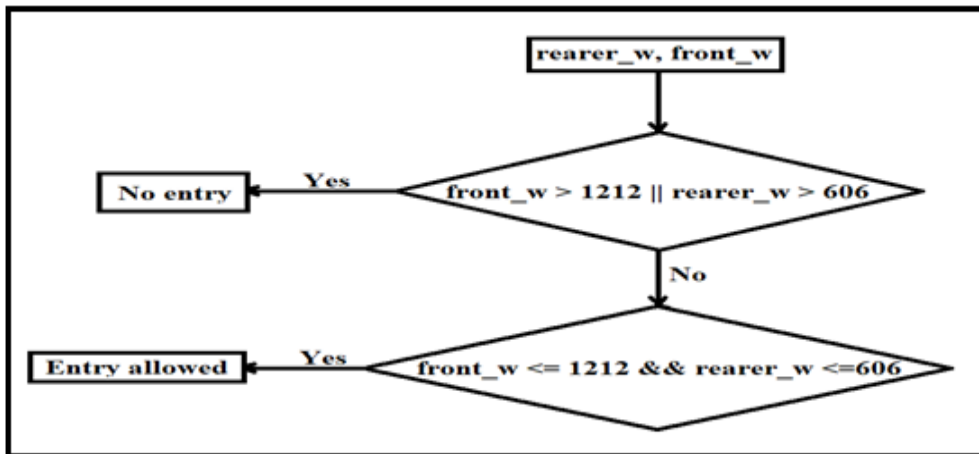 rearer_w, front_w
Yes
No entry
front_w > 1212 || rearer_w > 606
No
Yes
Entry allowed
front_w <= 1212 && rearer_w <=606